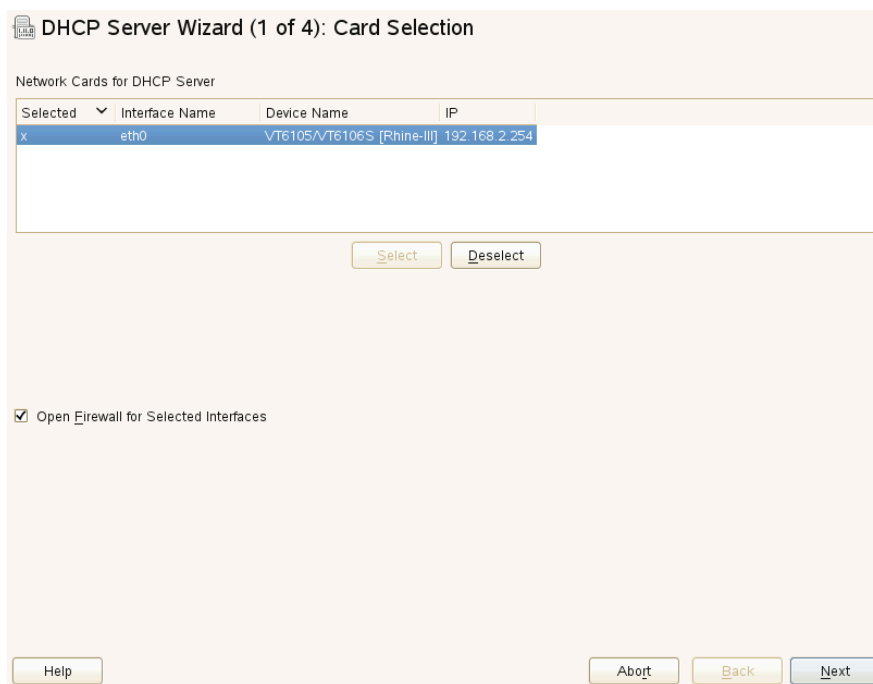 DHCP Server Wizard (1 of 4): Card Selection
Network Cards for DHCP Server
Selected Interface Name Device Name IP
x eth0 VT6105/VT6106S [Rhine-III] 192.168.2.254
Select Deselect
Open Firewall for Selected Interfaces
Help Abort Back Next